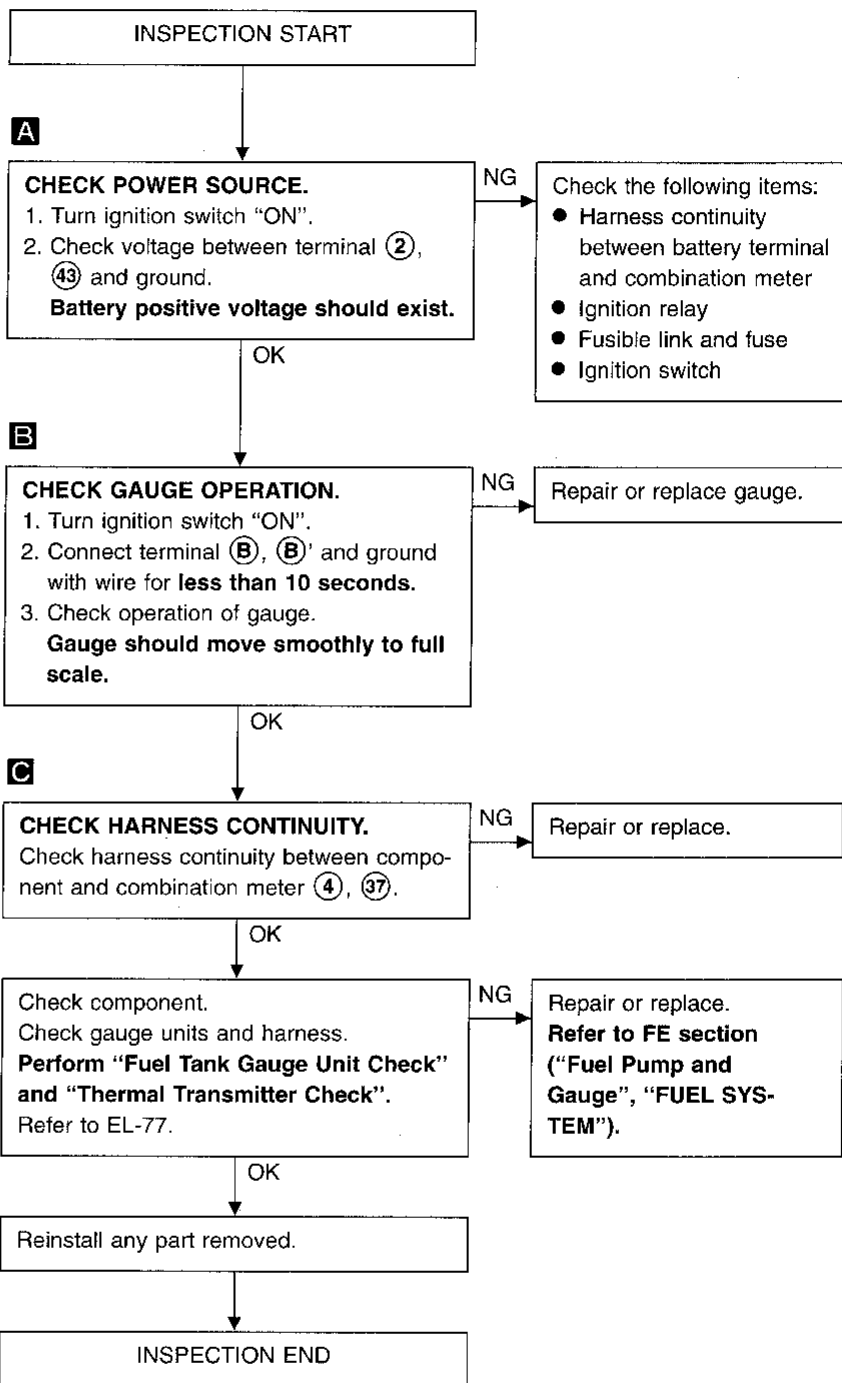 INSPECTION START
A
CHECK POWER SOURCE.
1. Turn ignition switch “ON”.
2. Check voltage between terminal ②,
㊸ and ground.
Battery positive voltage should exist.
NG
Check the following items:
● Harness continuity
between battery terminal
and combination meter
● Ignition relay
● Fusible link and fuse
● Ignition switch
OK
B
CHECK GAUGE OPERATION.
1. Turn ignition switch “ON”.
2. Connect terminal Ⓑ, Ⓑ' and ground
with wire for less than 10 seconds.
3. Check operation of gauge.
Gauge should move smoothly to full
scale.
NG
Repair or replace gauge.
OK
C
CHECK HARNESS CONTINUITY.
Check harness continuity between compo-
nent and combination meter ④, ㊲.
NG
Repair or replace.
OK
Check component.
Check gauge units and harness.
Perform “Fuel Tank Gauge Unit Check”
and “Thermal Transmitter Check”.
Refer to EL-77.
NG
Repair or replace.
Refer to FE section
(“Fuel Pump and
Gauge”, “FUEL SYS-
TEM”).
OK
Reinstall any part removed.
INSPECTION END